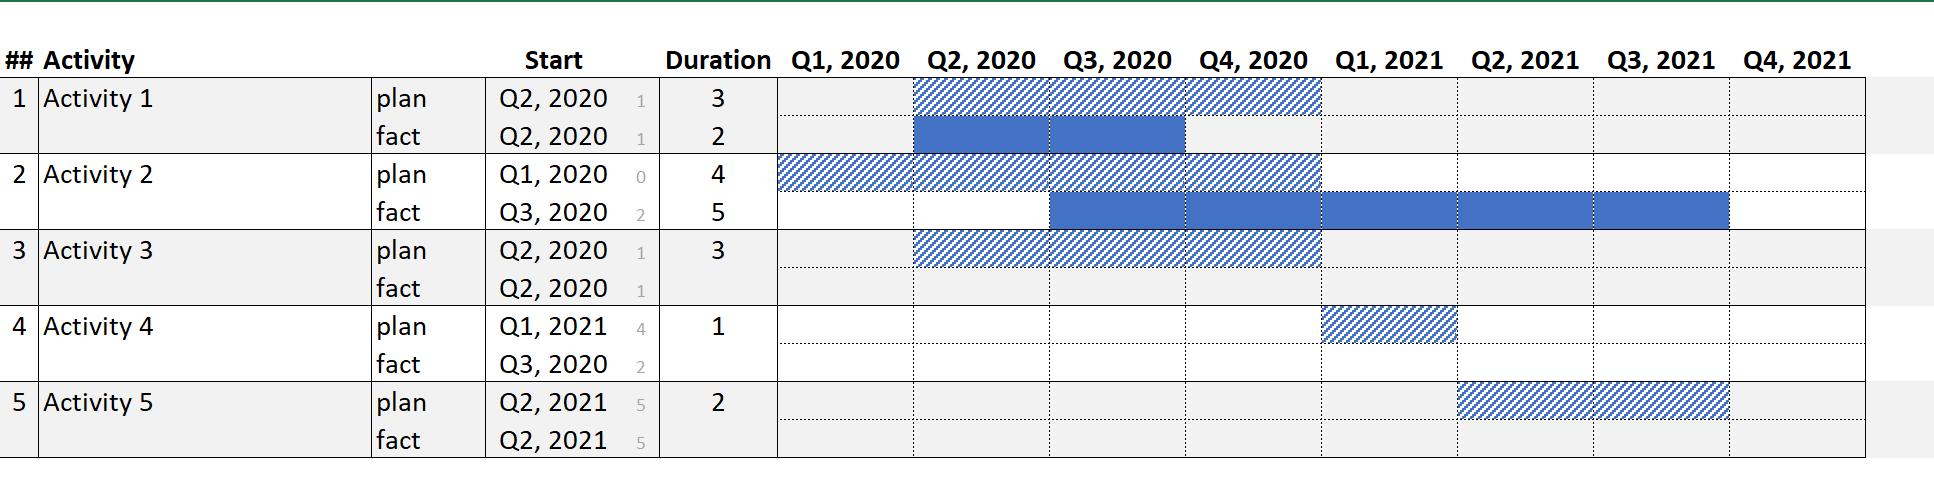 ## Activity Start Duration Q1, 2020 Q2, 2020 Q3, 2020 Q4, 2020 Q1, 2021 Q2, 2021 Q3, 2021 Q4, 2021
1 Activity 1 plan Q2, 2020 1 3
fact Q2, 2020 1 2
2 Activity 2 plan Q1, 2020 0 4
fact Q3, 2020 2 5
3 Activity 3 plan Q2, 2020 1 3
fact Q2, 2020 1
4 Activity 4 plan Q1, 2021 4 1
fact Q3, 2020 2
5 Activity 5 plan Q2, 2021 5 2
fact Q2, 2021 5